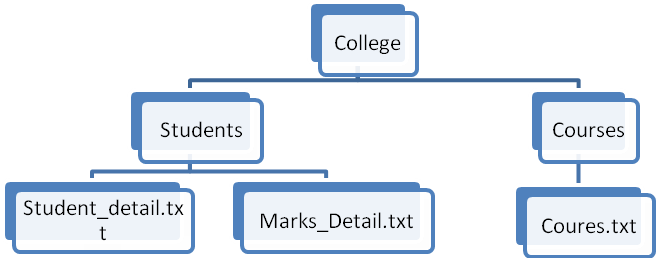 College
Students
Courses
Student_detail.tx
t
Marks_Detail.txt
Coures.txt